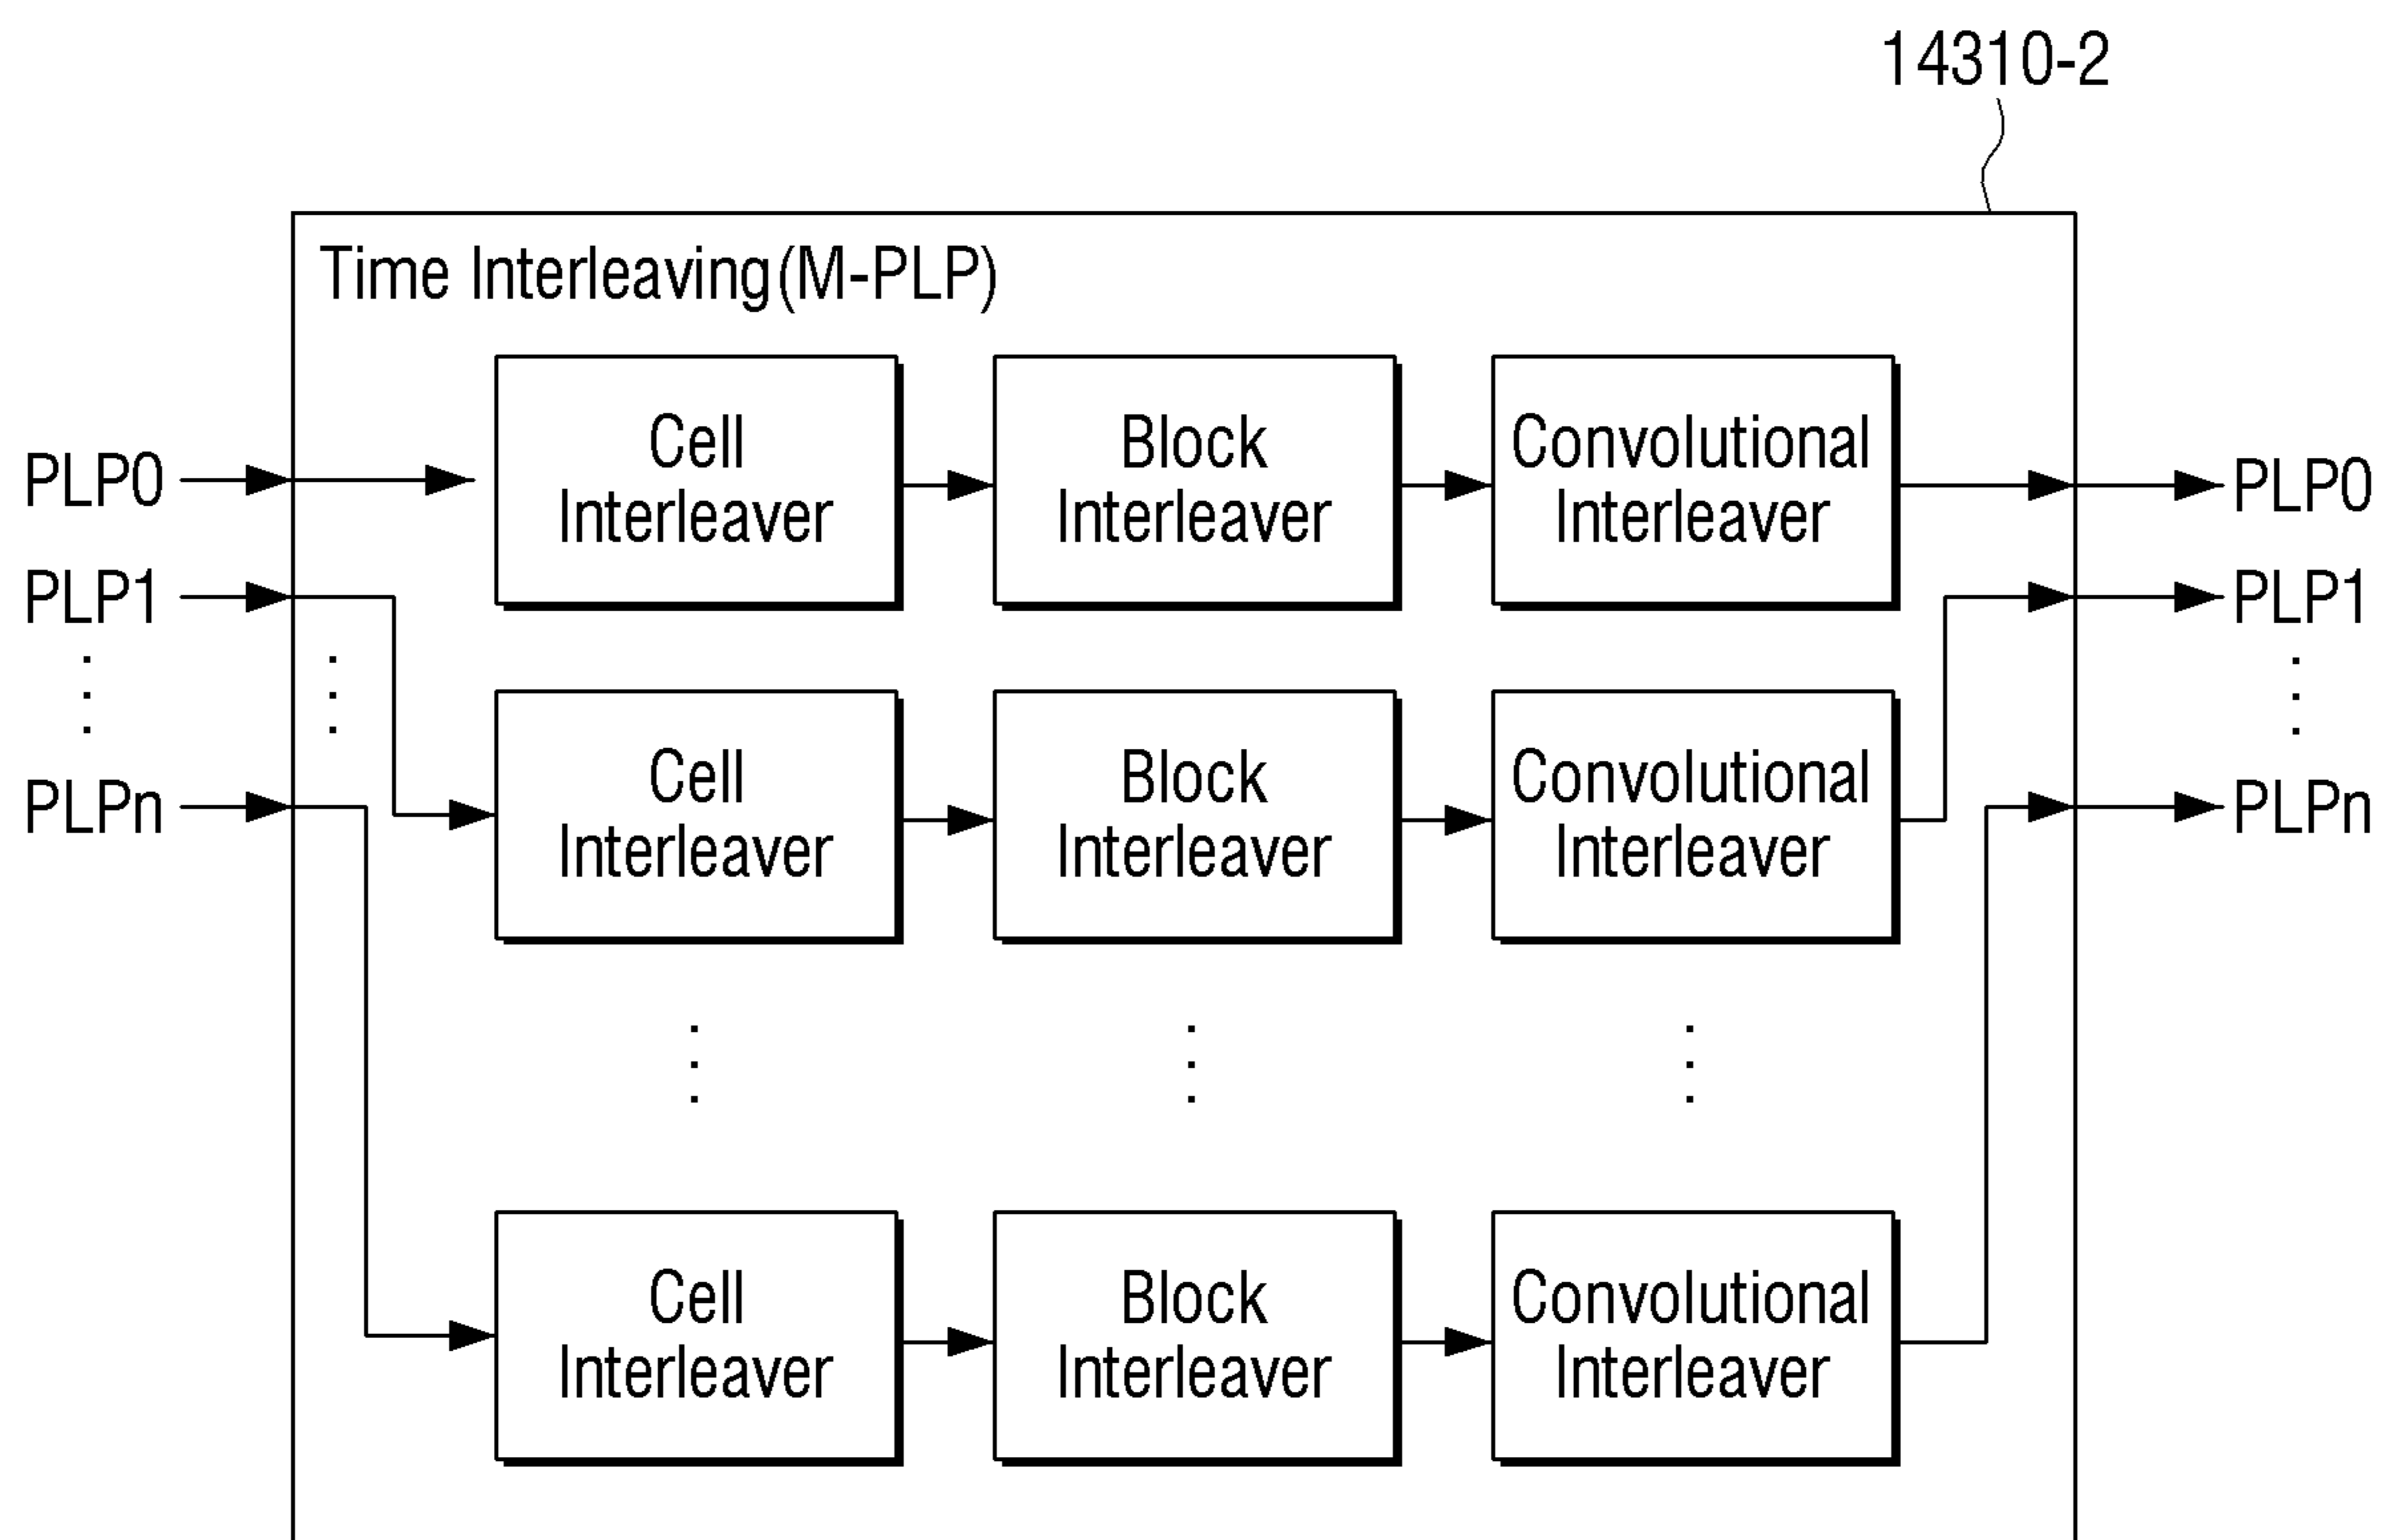 14310-2
Time Interleaving(M-PLP)
PLP0
Cell
Interleaver
Block
Interleaver
Convolutional
Interleaver
PLP0
PLP1
PLP1
PLPn
Cell
Interleaver
Block
Interleaver
Convolutional
Interleaver
PLPn
Cell
Interleaver
Block
Interleaver
Convolutional
Interleaver